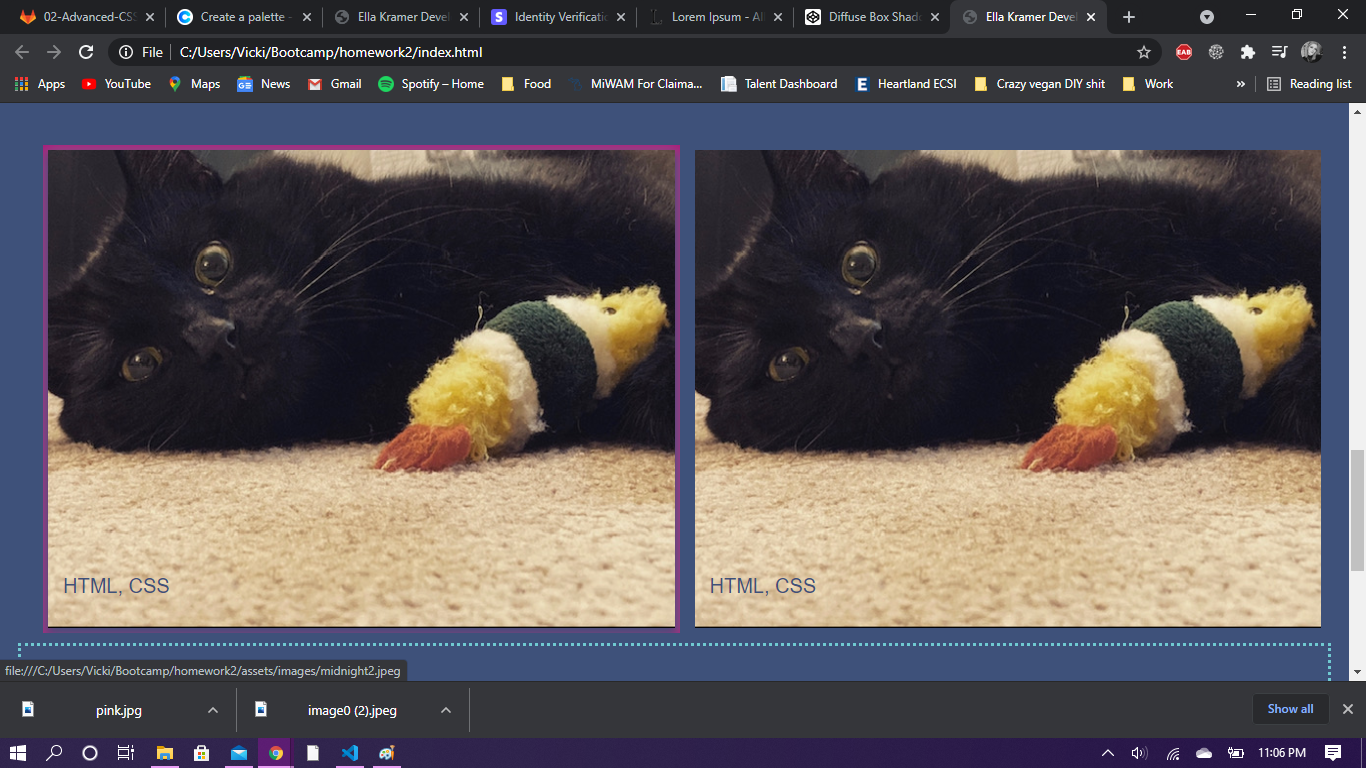 02-Advanced-CSS
Create a palette -
Ella Kramer Devel
Identity Verificatio
Lorem Ipsum - All
Diffuse Box Shado
Ella Kramer Devel
File C:/Users/Vicki/Bootcamp/homework2/index.html
EAB
Apps YouTube Maps News Gmail Spotify – Home Food MiWAM For Claima... Talent Dashboard Heartland ECSI Crazy vegan DIY shit Work » Reading list
HTML, CSS
HTML, CSS
file:///C:/Users/Vicki/Bootcamp/homework2/assets/images/midnight2.jpeg
pink.jpg
image0 (2).jpeg
Show all
11:06 PM